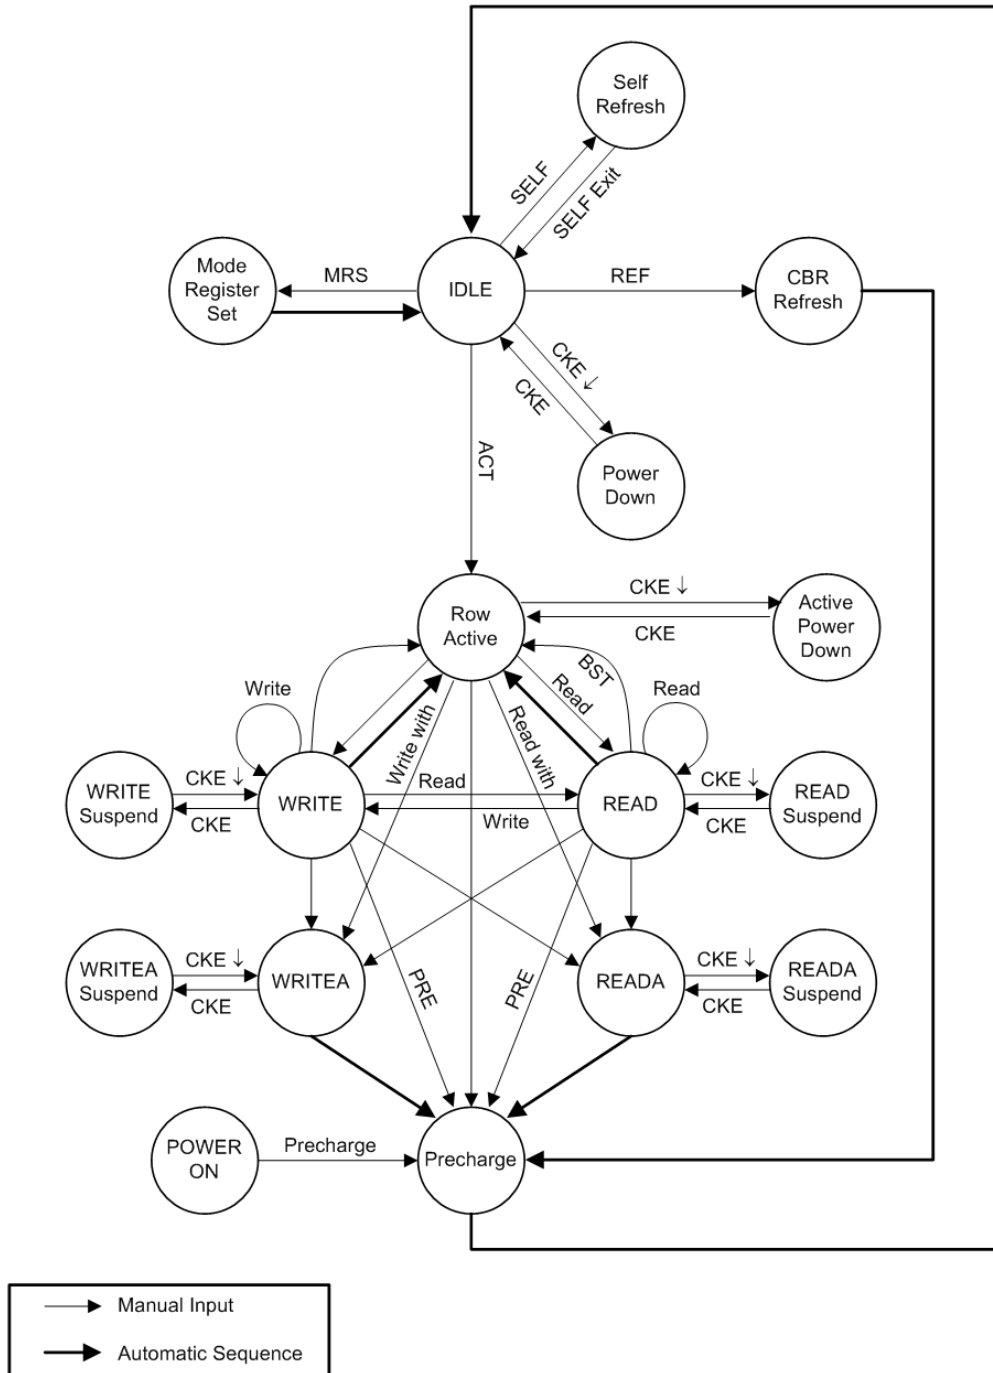 Self
Refresh
SELF
SELF Exit
Mode
Register
Set
MRS
IDLE
REF
CBR
Refresh
CKE ↓
CKE
ACT
Power
Down
Row
Active
CKE ↓
CKE
Active
Power
Down
BST
Read
Write
Read
Write with
Read with
WRITE
Suspend
CKE ↓
CKE
WRITE
Read
Write
READ
CKE ↓
CKE
READ
Suspend
WRITEA
Suspend
CKE ↓
CKE
WRITEA
PRE
PRE
READA
CKE ↓
CKE
READA
Suspend
POWER
ON
Precharge
Precharge
Manual Input
Automatic Sequence